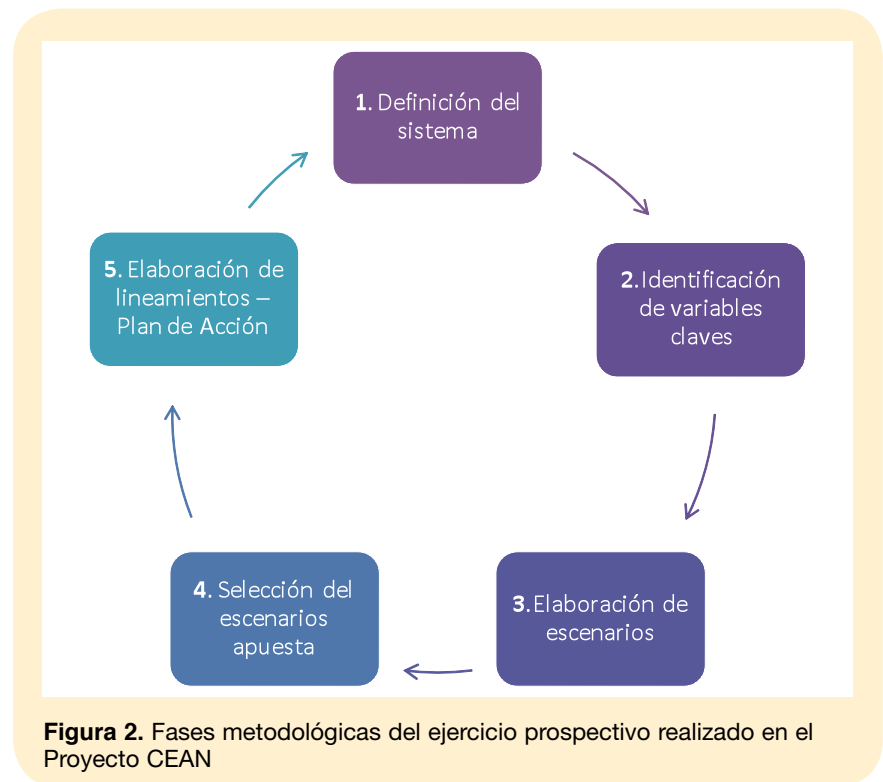 1. Definición del
sistema
2. Identificación
de variables
claves
3. Elaboración de
escenarios
4. Selección del
escenarios
apuesta
5. Elaboración de
lineamientos –
Plan de Acción
Figura 2. Fases metodológicas del ejercicio prospectivo realizado en el
Proyecto CEAN